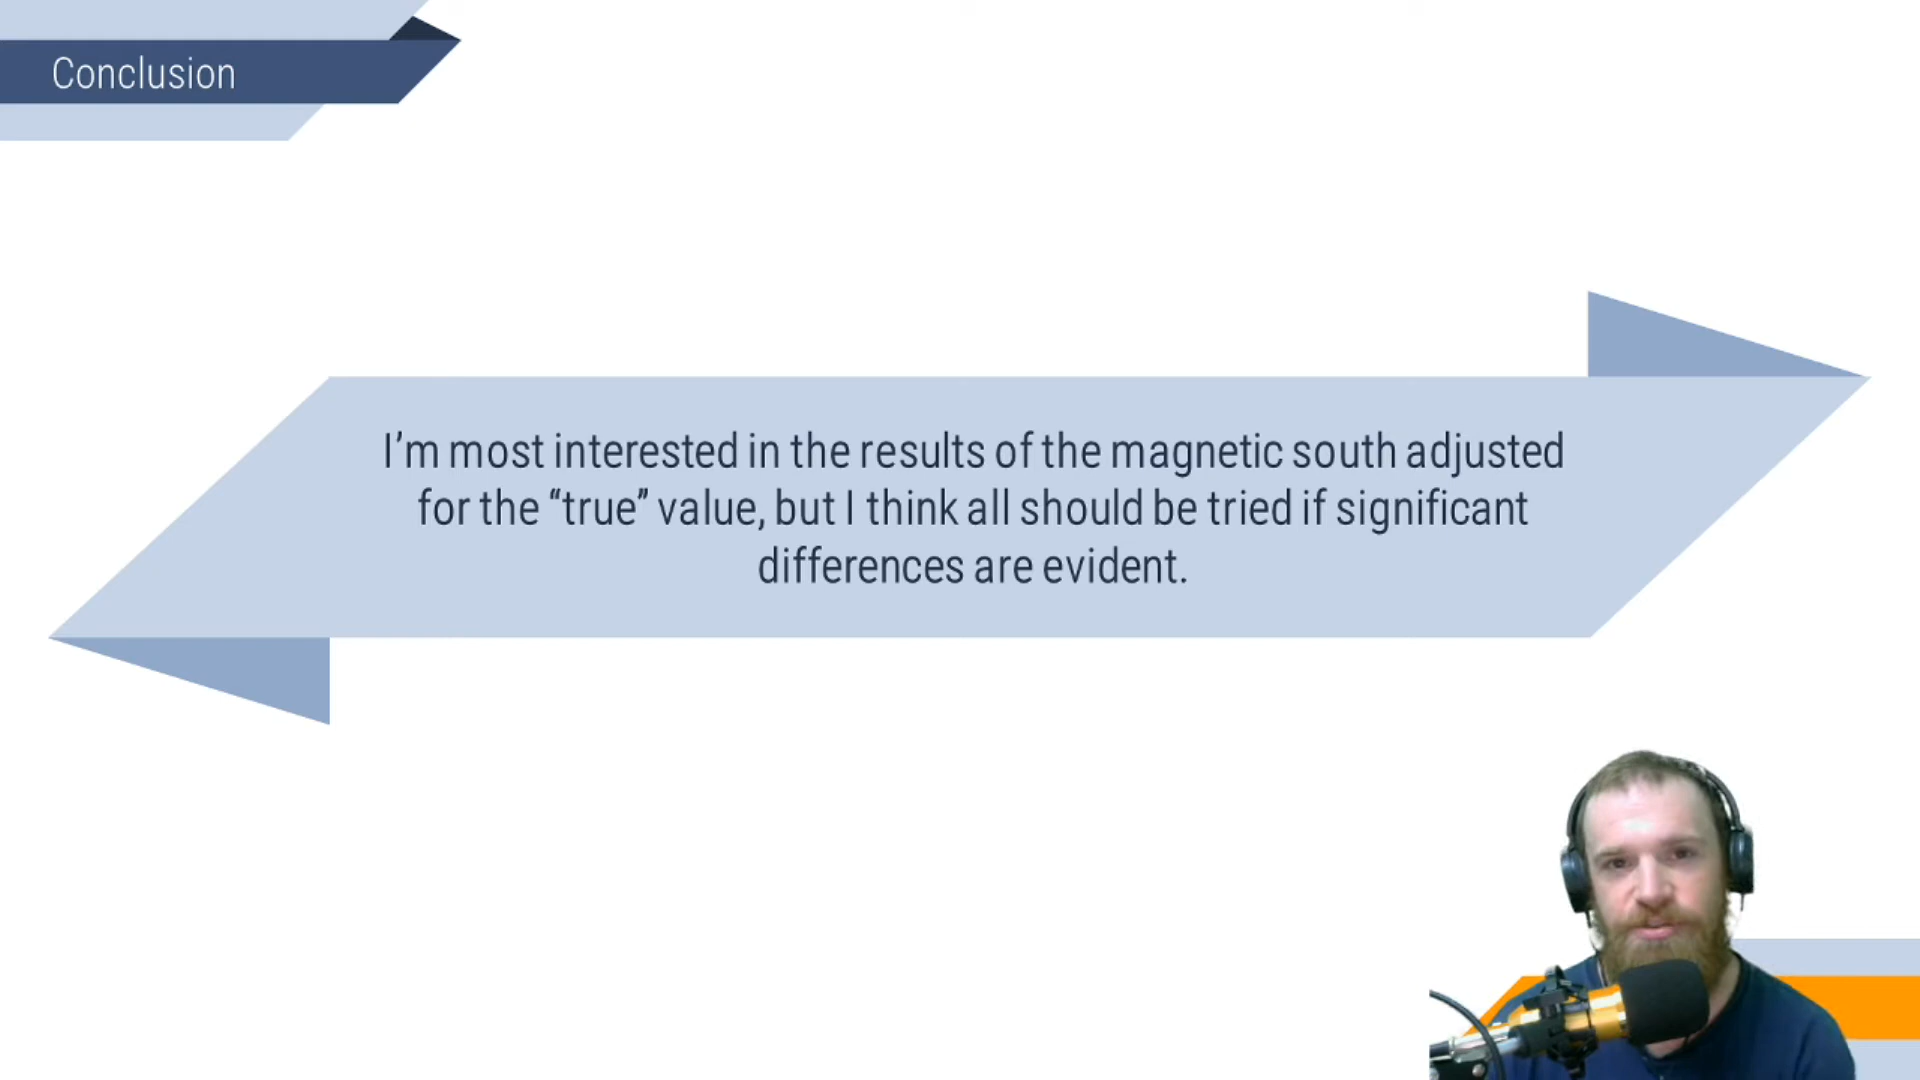 Conclusion
I’m most interested in the results of the magnetic south adjusted
for the “true” value, but I think all should be tried if significant
differences are evident.